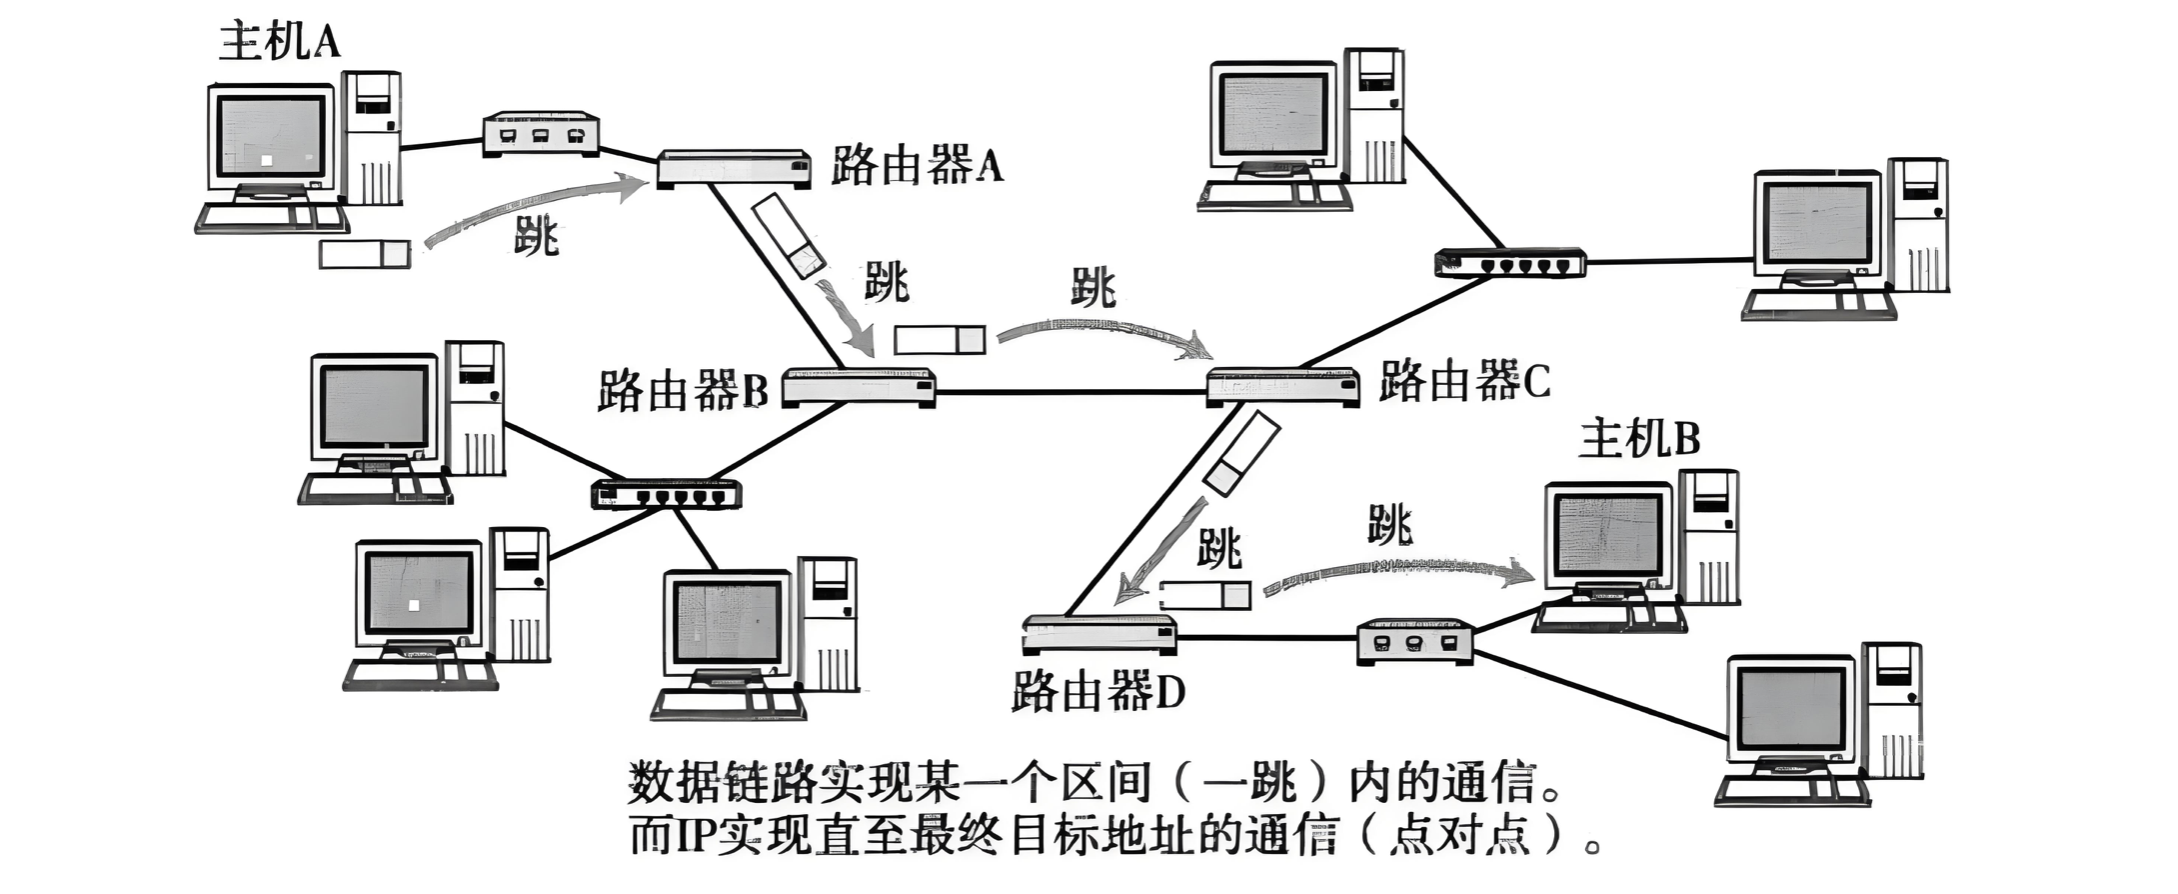 主机A
路由器A
跳
跳
跳
路由器B
路由器C
主机B
跳
跳
路由器D
数据链路实现某一个区间（一跳）内的通信。
而IP实现直至最终目标地址的通信（点对点）。